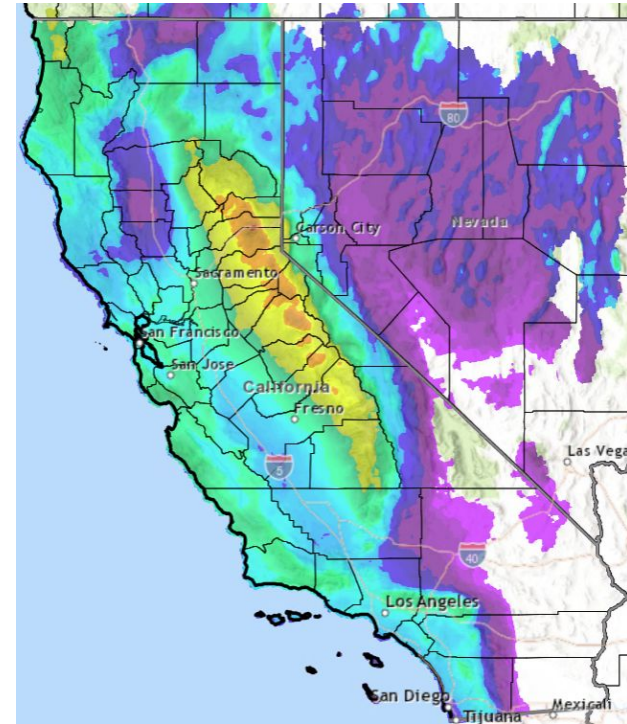 80
Carson City
Nevada
Sacramento
San Francisco
San Jose
California
Fresno
Las Vega
5
40
Los Angeles
San Diego
Tijuana
Mexicali